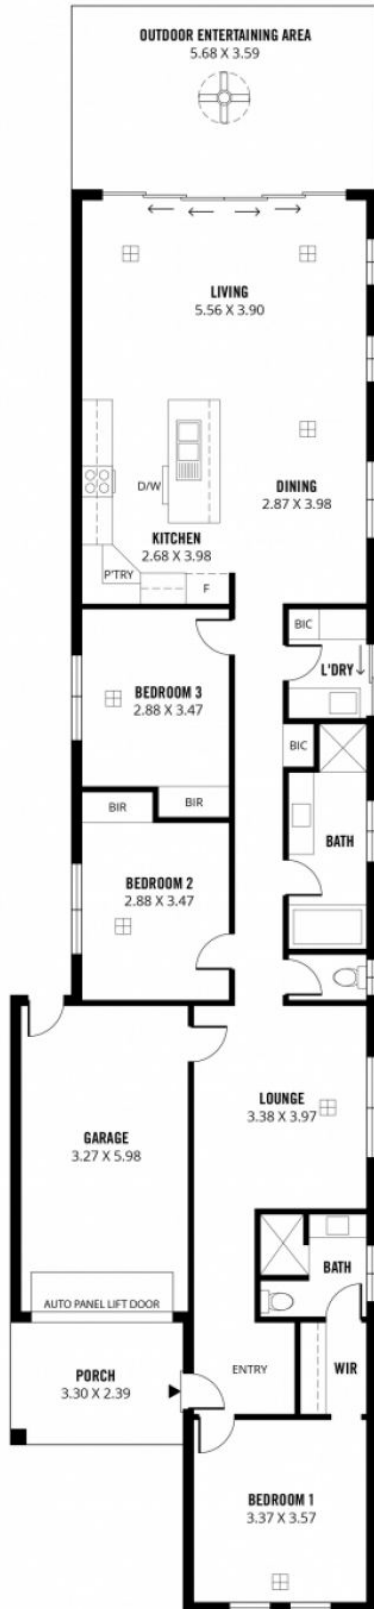 OUTDOOR ENTERTAINING AREA
5.68 X 3.59
LIVING
5.56 X 3.90
D/W
DINING
2.87 X 3.98
KITCHEN
2.68 X 3.98
P'TRY
F
BIC
L'DRY
BEDROOM 3
2.88 X 3.47
BIC
BIR
BIR
BATH
BEDROOM 2
2.88 X 3.47
LOUNGE
3.38 X 3.97
GARAGE
3.27 X 5.98
BATH
AUTO PANEL LIFT DOOR
ENTRY
WIR
PORCH
3.30 X 2.39
BEDROOM 1
3.37 X 3.57